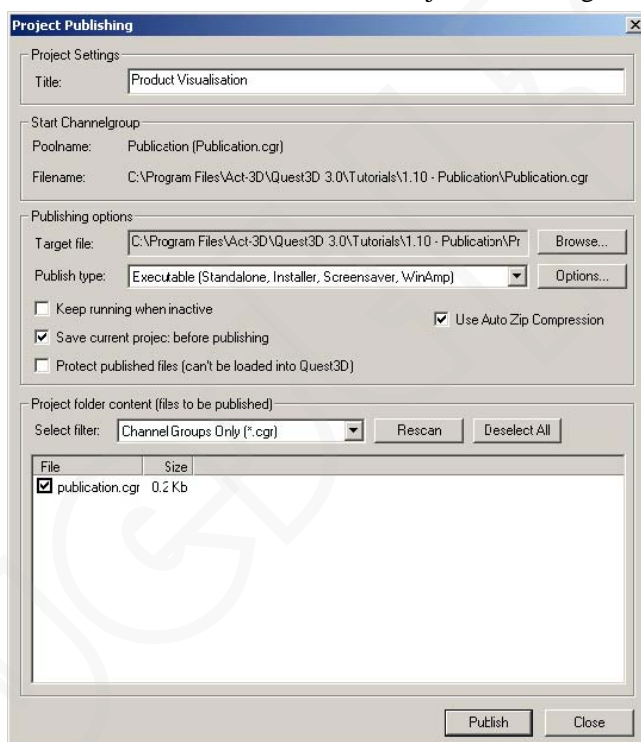 Project Publishing
Project Settings
Title: Product Visualisation
Start Channelgroup
Poolname: Publication (Publication.cgr)
Filename: C:\Program Files\Act-3D\Quest3D 3.0\Tutorials\1.10 - Publication\Publication.cgr
Publishing options
Target file: C:\Program Files\Act-3D\Quest3D 3.0\Tutorials\1.10 - Publication\Pr Browse...
Publish type: Executable (Standalone, Installer, Screensaver, WinAmp) Options...
Keep running when inactive
Use Auto Zip Compression
Save current project before publishing
Protect published files (can't be loaded into Quest3D)
Project folder content (files to be published)
Select filter: Channel Groups Only (*.cgr) Rescan Deselect All
File Size
publication.cgr 0.2 Kb
Publish Close